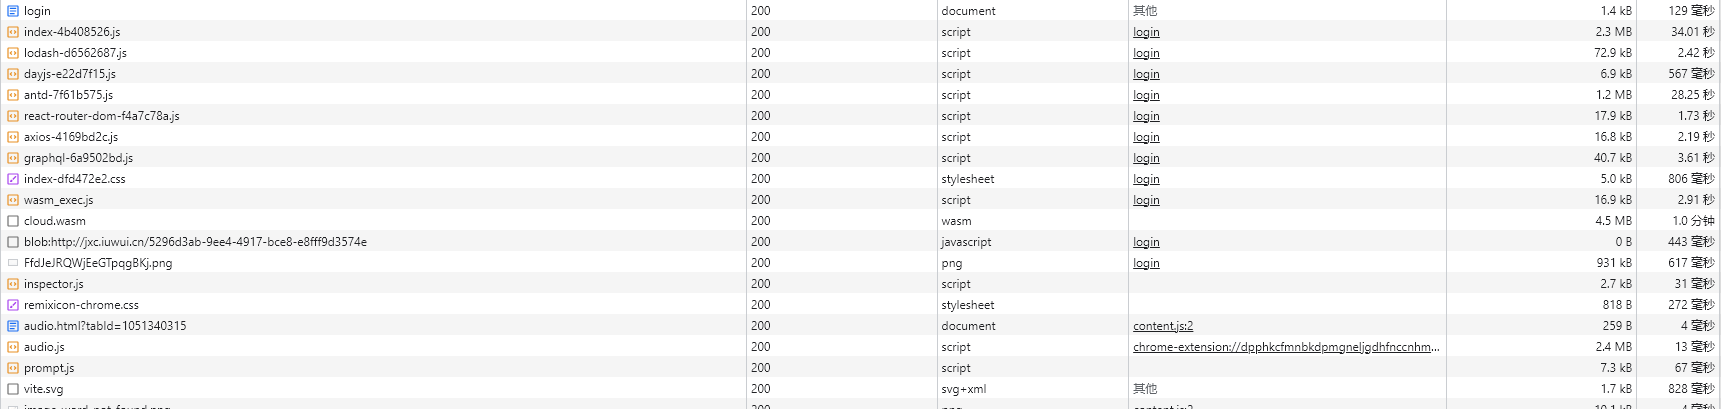 login 200 document 其他 1.4 kB 129 毫秒
index-4b408526.js 200 script login 2.3 MB 34.01 秒
lodash-d6562687.js 200 script login 72.9 kB 2.42 秒
dayjs-e22d7f15.js 200 script login 6.9 kB 567 毫秒
antd-7f61b575.js 200 script login 1.2 MB 28.25 秒
react-router-dom-f4a7c78a.js 200 script login 17.9 kB 1.73 秒
axios-4169bd2c.js 200 script login 16.8 kB 2.19 秒
graphql-6a9502bd.js 200 script login 40.7 kB 3.61 秒
index-dfd472e2.css 200 stylesheet login 5.0 kB 806 毫秒
wasm_exec.js 200 script login 16.9 kB 2.91 秒
cloud.wasm 200 wasm 4.5 MB 1.0 分钟
blob:http://jxc.iuwui.cn/5296d3ab-9ee4-4917-bce8-e8fff9d3574e 200 javascript login 0 B 443 毫秒
FfdJeJRQWjEeGTpqgBKj.png 200 png login 931 kB 617 毫秒
inspector.js 200 script 2.7 kB 31 毫秒
remixicon-chrome.css 200 stylesheet 818 B 272 毫秒
audio.html?tabId=1051340315 200 document content.js:2 259 B 4 毫秒
audio.js 200 script chrome-extension://dpphkcfmnbkdpmgneljgdhfnccnhm... 2.4 MB 13 毫秒
prompt.js 200 script 7.3 kB 67 毫秒
vite.svg 200 svg+xml 其他 1.7 kB 828 毫秒